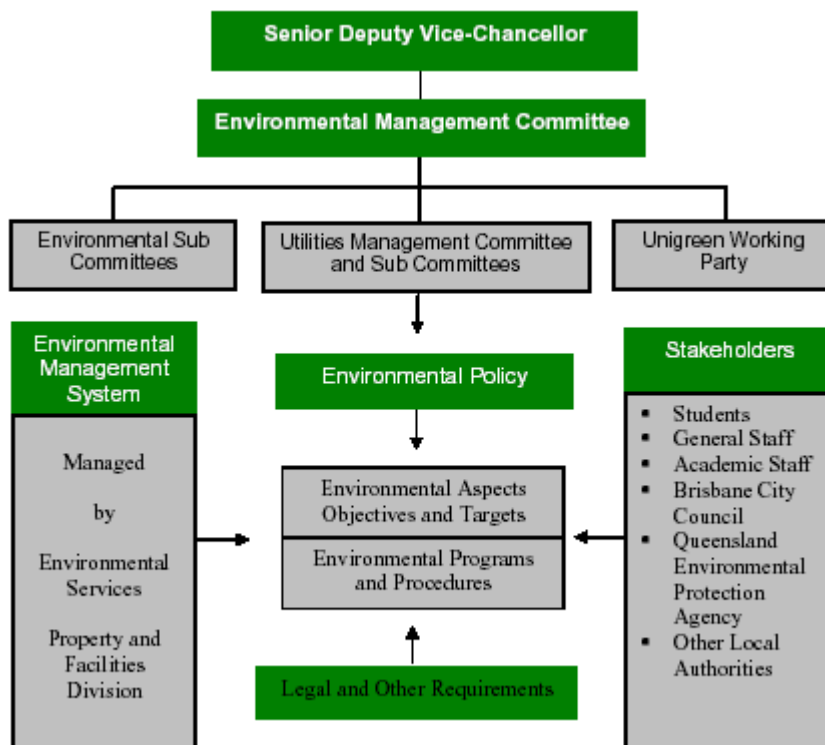 Senior Deputy Vice-Chancellor
Environmental Management Committee
Environmental Sub
Committees
Utilities Management Committee
and Sub Committees
Unigreen Working
Party
Environmental
Management
System
Managed
by
Environmental
Services
Property and
Facilities
Division
Environmental Policy
Environmental Aspects
Objectives and Targets
Environmental Programs
and Procedures
Legal and Other Requirements
Stakeholders
▪ Students
▪ General Staff
▪ Academic Staff
▪ Brisbane City
Council
▪ Queensland
Environmental
Protection
Agency
▪ Other Local
Authorities